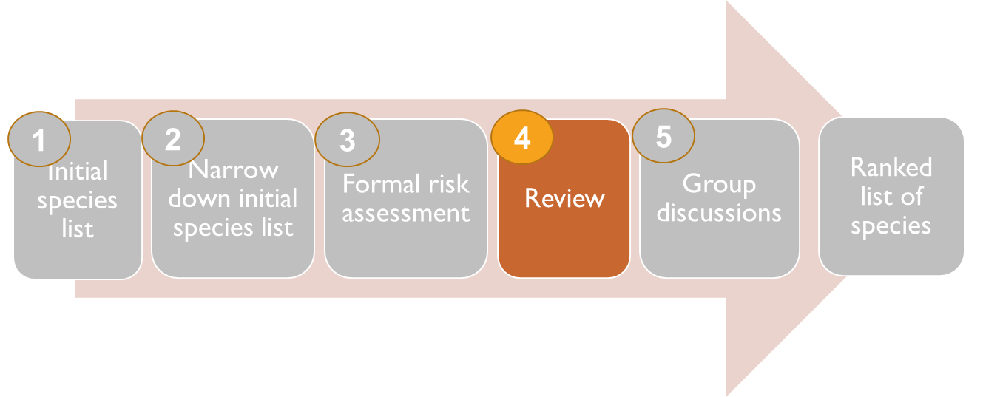 1
Initial
species
list
2
Narrow
down initial
species list
3
Formal risk
assessment
4
Review
5
Group
discussions
Ranked
list of
species